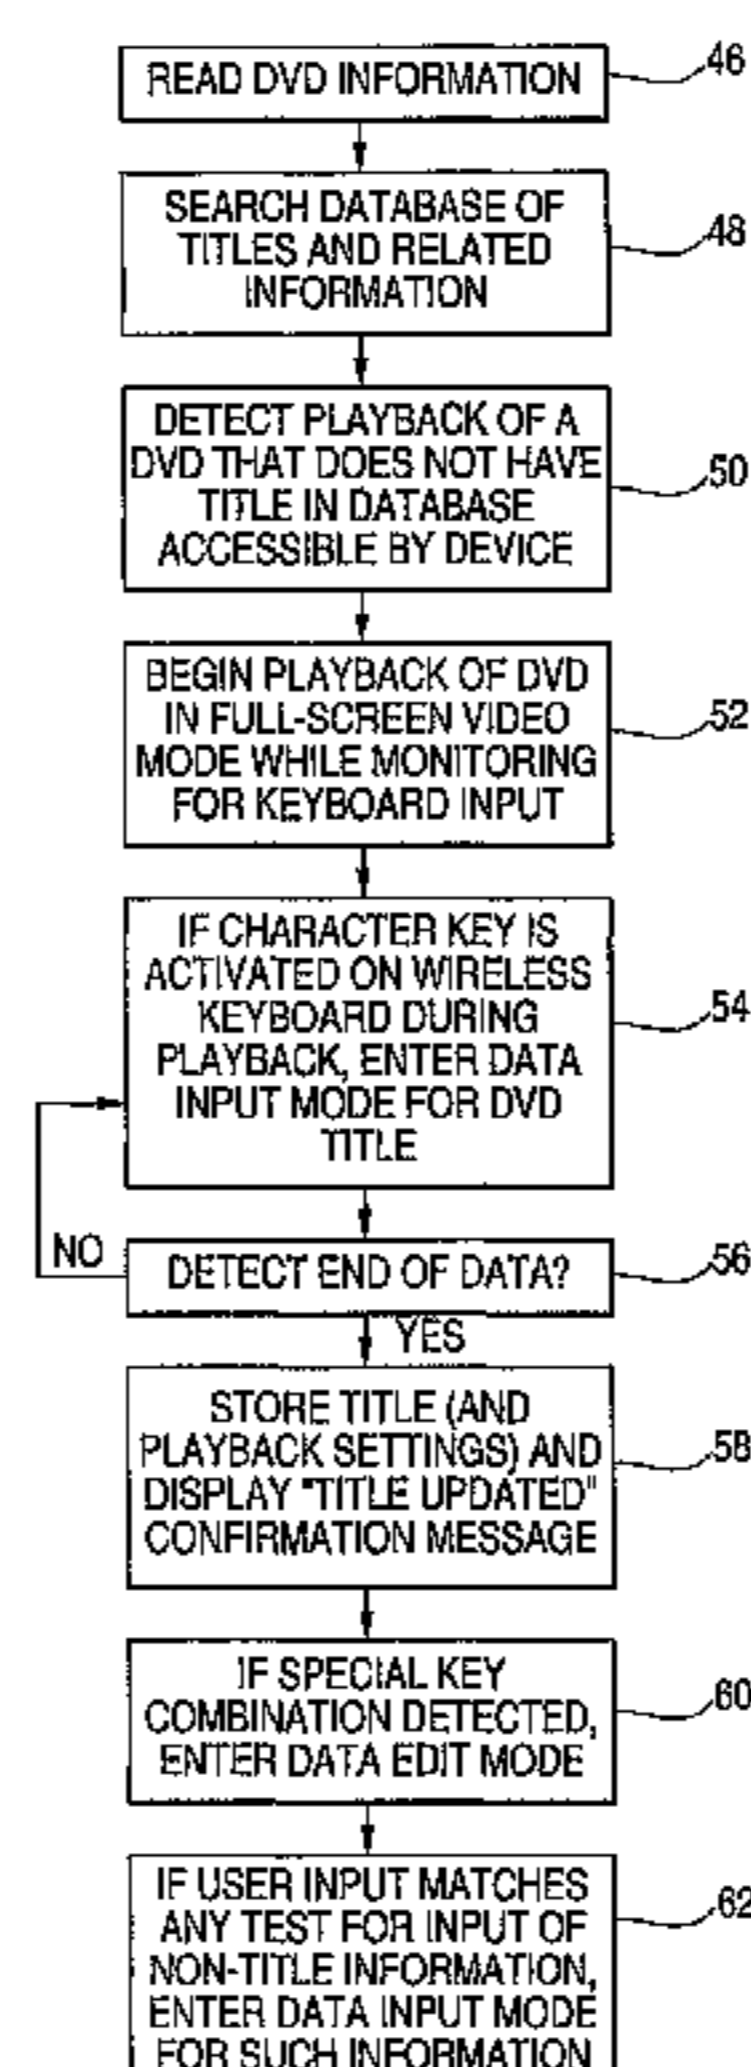 READ DVD INFORMATION
46
SEARCH DATABASE OF
TITLES AND RELATED
INFORMATION
48
DETECT PLAYBACK OF A
DVD THAT DOES NOT HAVE
TITLE IN DATABASE
ACCESSIBLE BY DEVICE
50
BEGIN PLAYBACK OF DVD
IN FULL-SCREEN VIDEO
MODE WHILE MONITORING
FOR KEYBOARD INPUT
52
IF CHARACTER KEY IS
ACTIVATED ON WIRELESS
KEYBOARD DURING
PLAYBACK, ENTER DATA
INPUT MODE FOR DVD
TITLE
54
NO
DETECT END OF DATA?
56
YES
STORE TITLE (AND
PLAYBACK SETTINGS) AND
DISPLAY "TITLE UPDATED"
CONFIRMATION MESSAGE
58
IF SPECIAL KEY
COMBINATION DETECTED,
ENTER DATA EDIT MODE
60
IF USER INPUT MATCHES
ANY TEST FOR INPUT OF
NON-TITLE INFORMATION,
ENTER DATA INPUT MODE
FOR SUCH INFORMATION
62